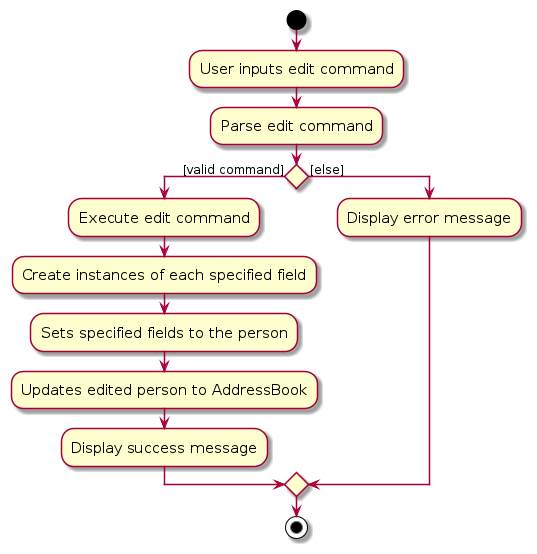 User inputs edit command
Parse edit command
[valid command]
[else]
Execute edit command
Display error message
Create instances of each specified field
Sets specified fields to the person
Updates edited person to AddressBook
Display success message